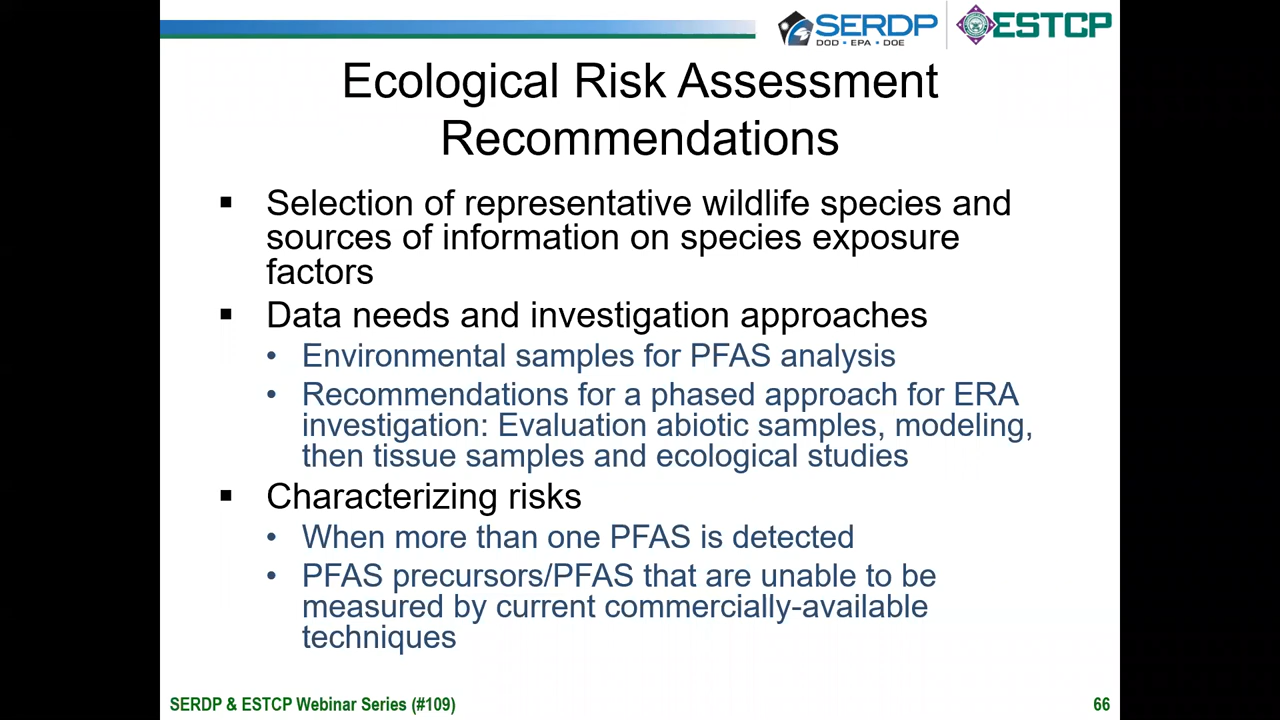 SERDP
DOD • EPA • DOE
ESTCP
Ecological Risk Assessment
Recommendations
▪ Selection of representative wildlife species and
sources of information on species exposure
factors
▪ Data needs and investigation approaches
• Environmental samples for PFAS analysis
• Recommendations for a phased approach for ERA
investigation: Evaluation abiotic samples, modeling,
then tissue samples and ecological studies
▪ Characterizing risks
• When more than one PFAS is detected
• PFAS precursors/PFAS that are unable to be
measured by current commercially-available
techniques
SERDP & ESTCP Webinar Series (#109)
66